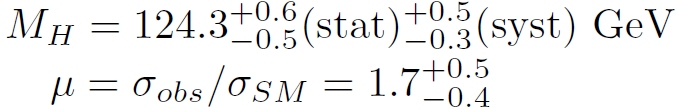 M_H = 124.3^{+0.6}_{-0.5}(stat)^{+0.5}_{-0.3}(syst) GeV
μ = σ_{obs}/σ_{SM} = 1.7^{+0.5}_{-0.4}